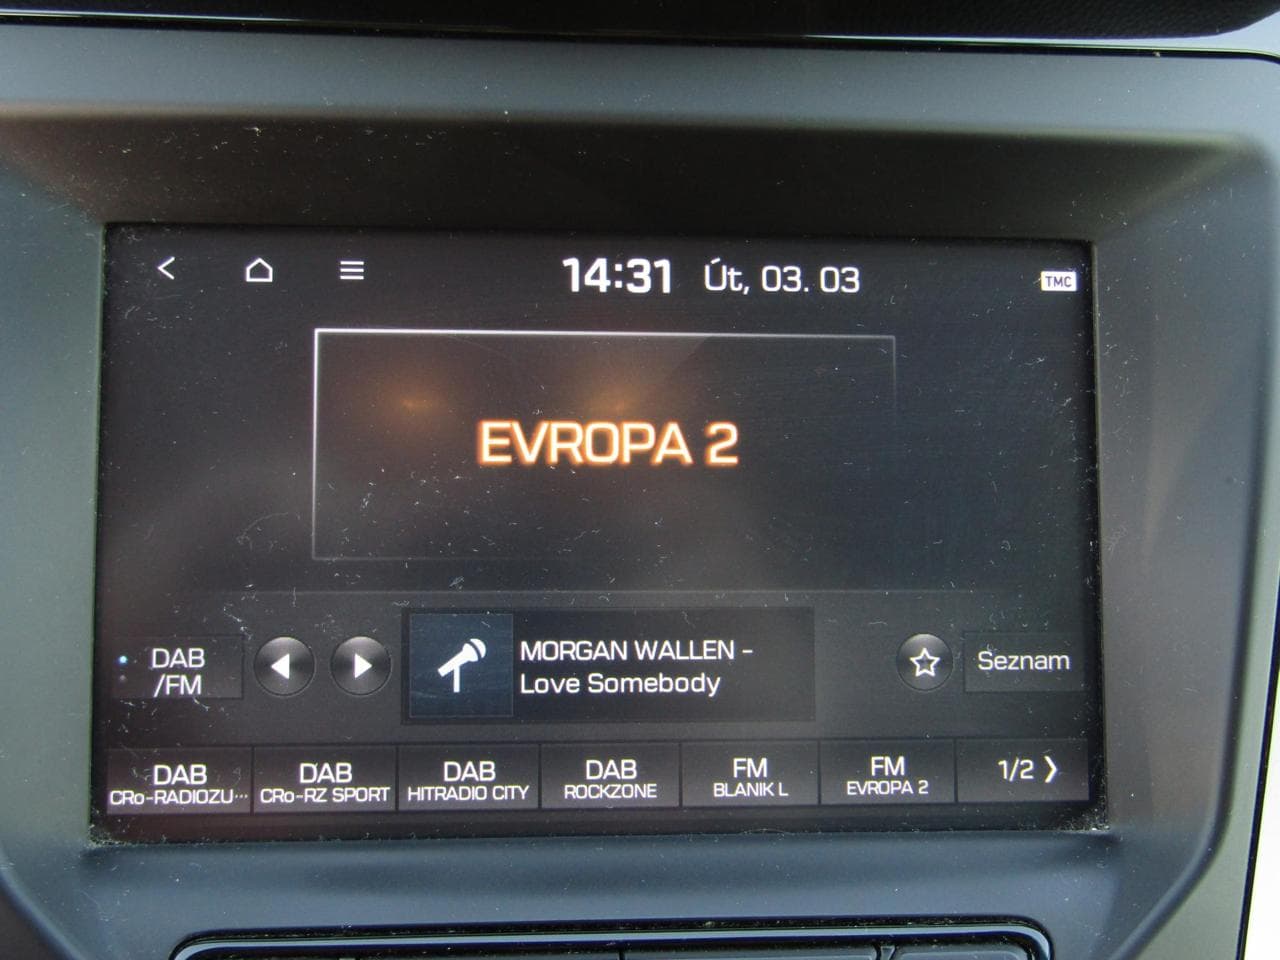 14:31 Út, 03. 03
TMC
EVROPA 2
DAB
/FM
MORGAN WALLEN -
Love Somebody
Seznam
DAB
CRo-RADIOZU...
DAB
CRo-RZ SPORT
DAB
HITRADIO CITY
DAB
ROCKZONE
FM
BLANIK L
FM
EVROPA 2
1/2